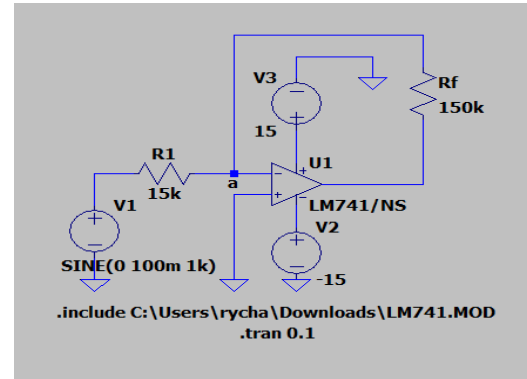 V3
Rf
15
150k
R1
U1
15k
a
V1
LM741/NS
V2
SINE(0 100m 1k)
-15
.include C:\Users\rycha\Downloads\LM741.MOD
.tran 0.1